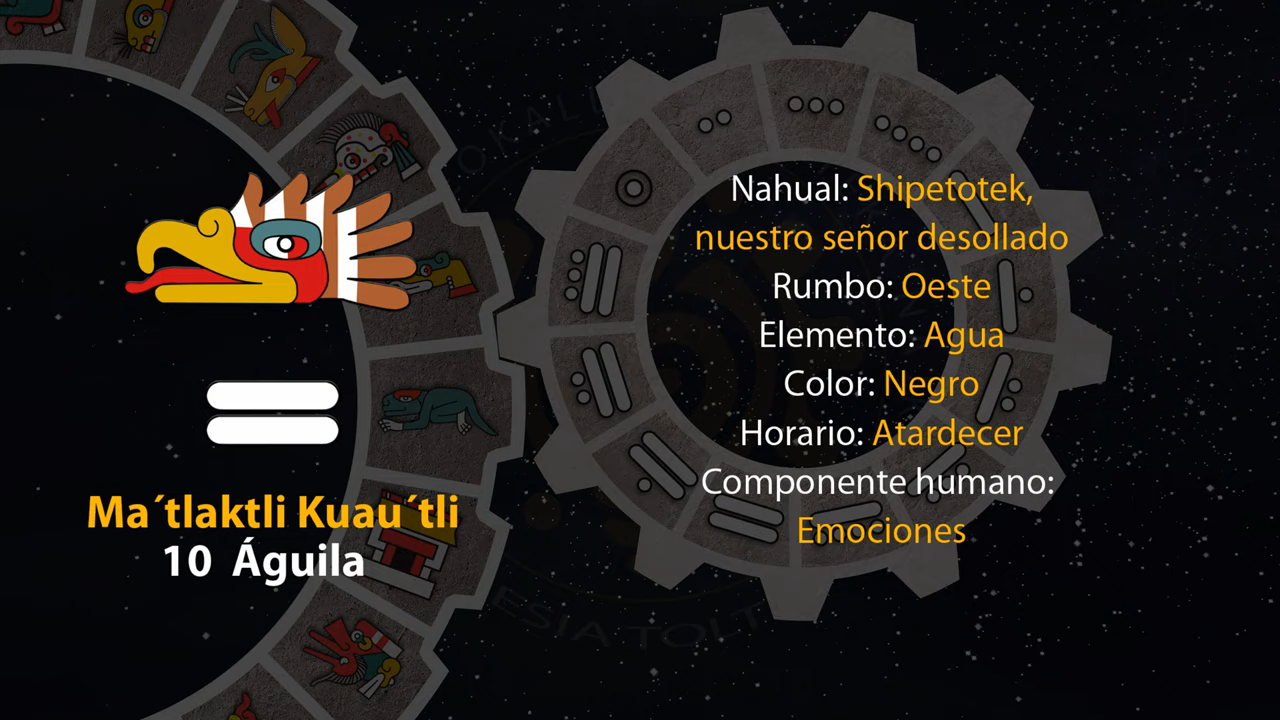 Ma´tlaktli Kuau´tli
10 Águila
Nahual: Shipetotek,
nuestro señor desollado
Rumbo: Oeste
Elemento: Agua
Color: Negro
Horario: Atardecer
Componente humano:
Emociones